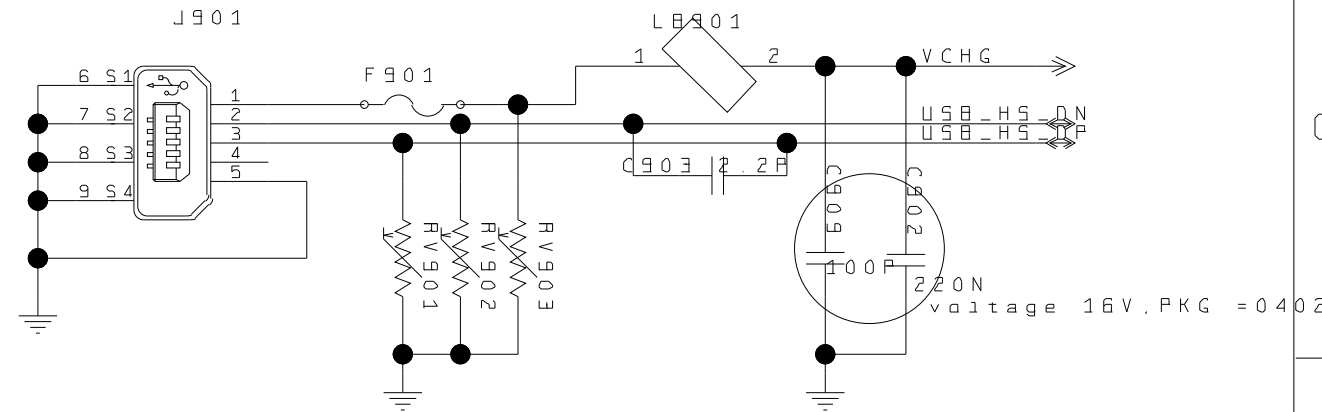 J901
LB901
F901
1
2
VCHG
6 S1
1
7 S2
2
USB_HS_DN
3
USB_HS_DP
8 S3
4
C903 2.2P
9 S4
5
C909
C902
RV901
RV902
RV903
100P
220N
voltage 16V,PKG =0402